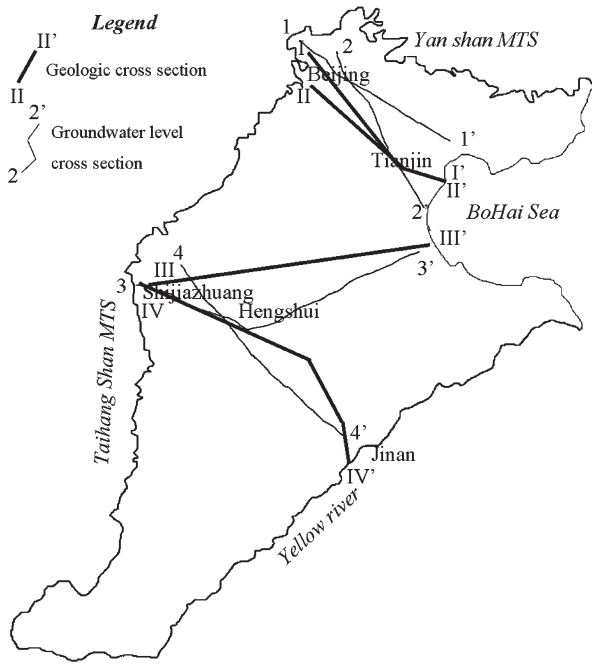 Legend
II'
Geologic cross section
II
2'
Groundwater level
cross section
2
1
2
Yan shan MTS
I
Beijing
II
1'
Tianjin
I'
II'
2'
BoHai Sea
III'
3'
4
III
3
Shijiazhuang
IV
Hengshui
Taihang Shan MTS
4'
Jinan
IV'
Yellow river